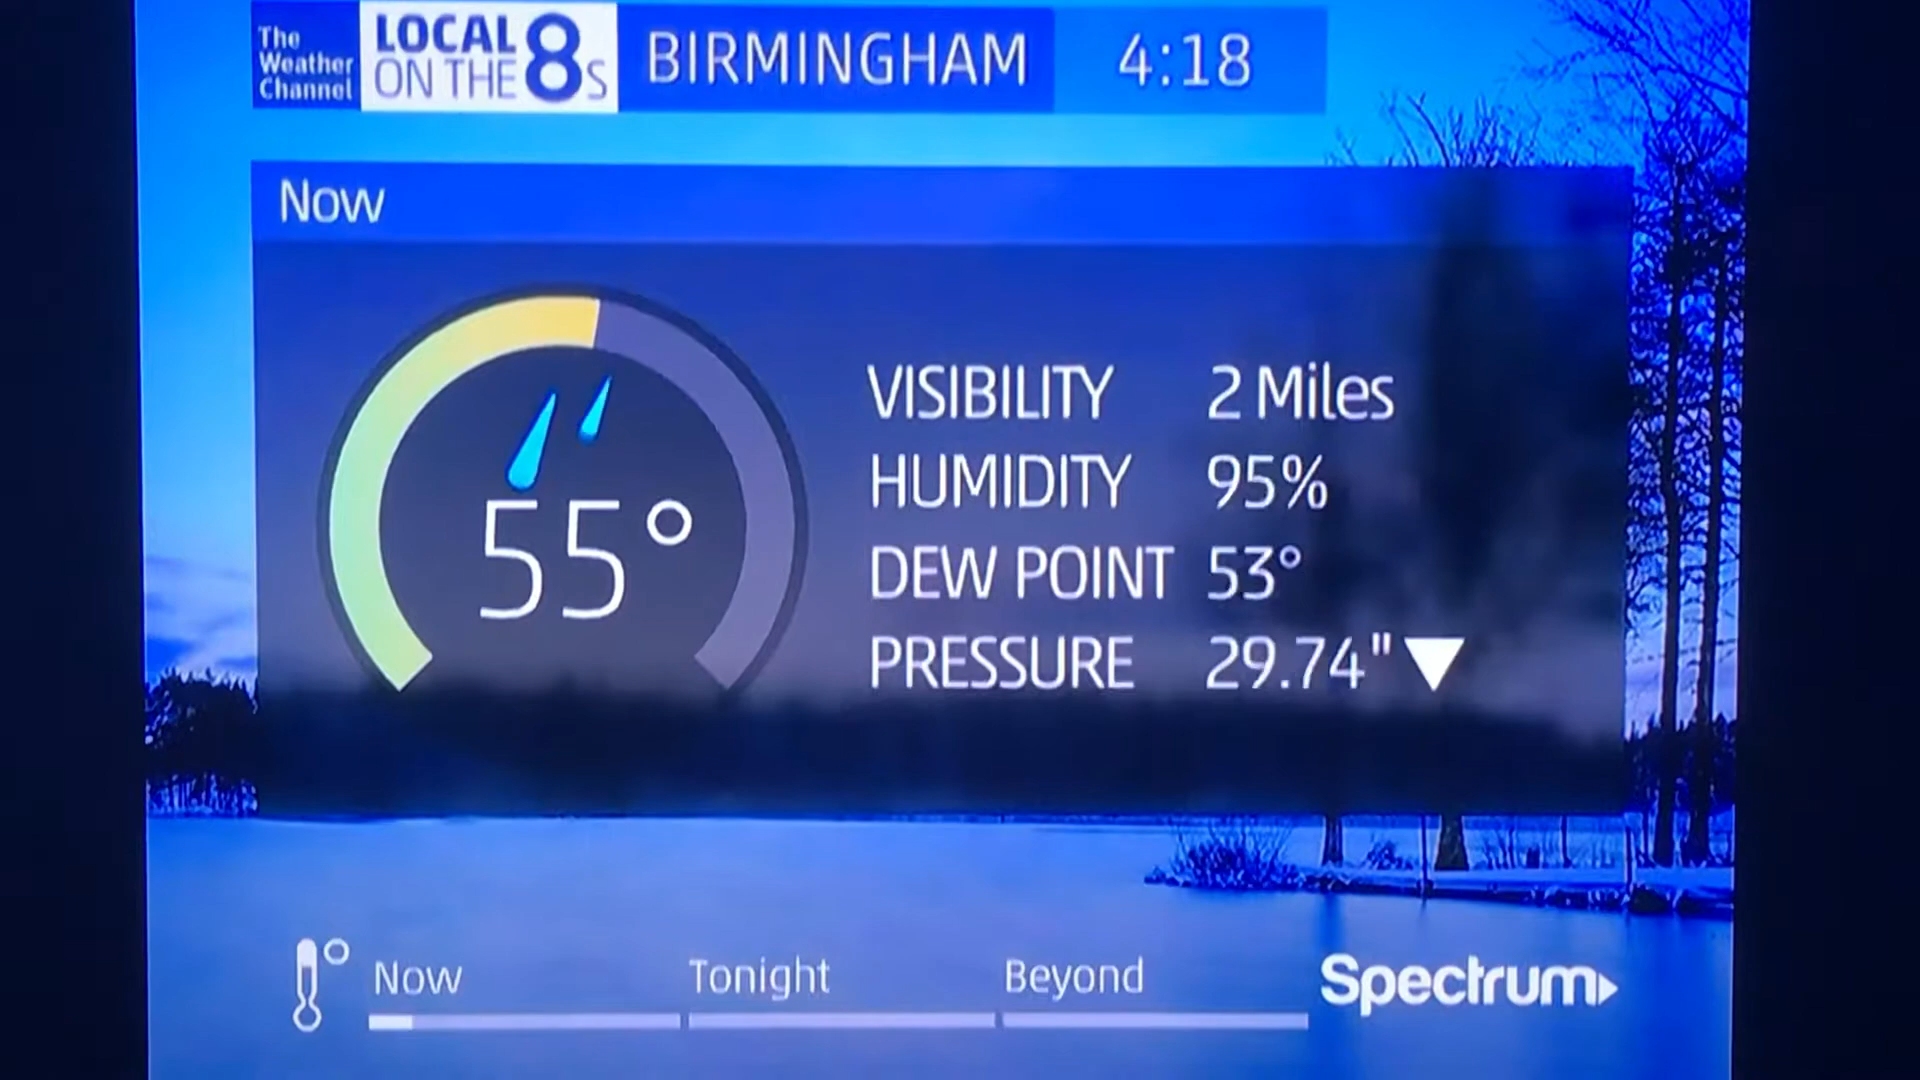 The Weather Channel
LOCAL ON THE 8s
BIRMINGHAM
4:18
Now
55°
VISIBILITY 2 Miles
HUMIDITY 95%
DEW POINT 53°
PRESSURE 29.74" ▼
Now
Tonight
Beyond
Spectrum